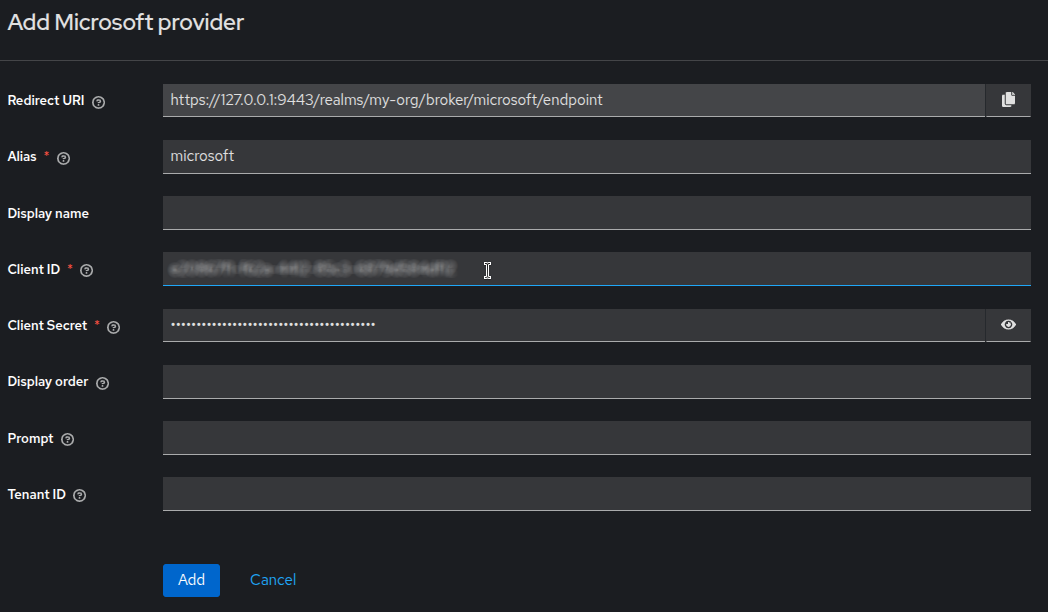 Add Microsoft provider
Redirect URI
https://127.0.0.1:9443/realms/my-org/broker/microsoft/endpoint
Alias *
microsoft
Display name
Client ID *
Client Secret *
••••••••••••••••••••••••••••••••••••••••
Display order
Prompt
Tenant ID
Add Cancel